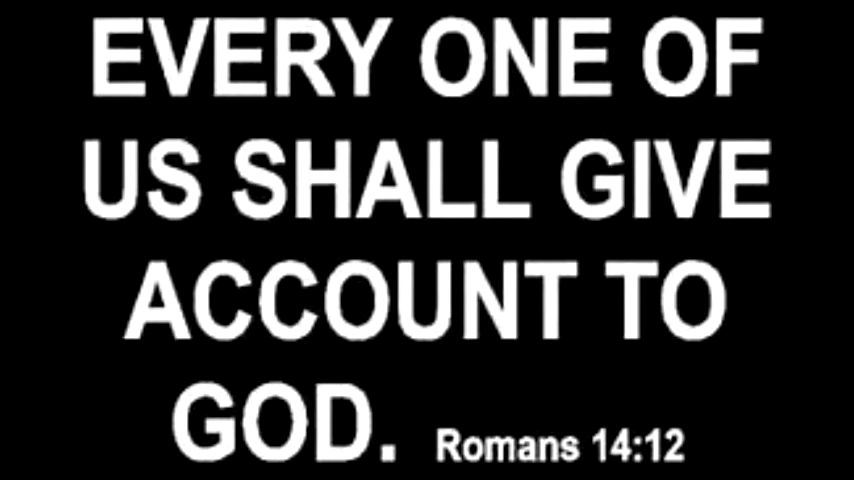 EVERY ONE OF
US SHALL GIVE
ACCOUNT TO
GOD. Romans 14:12